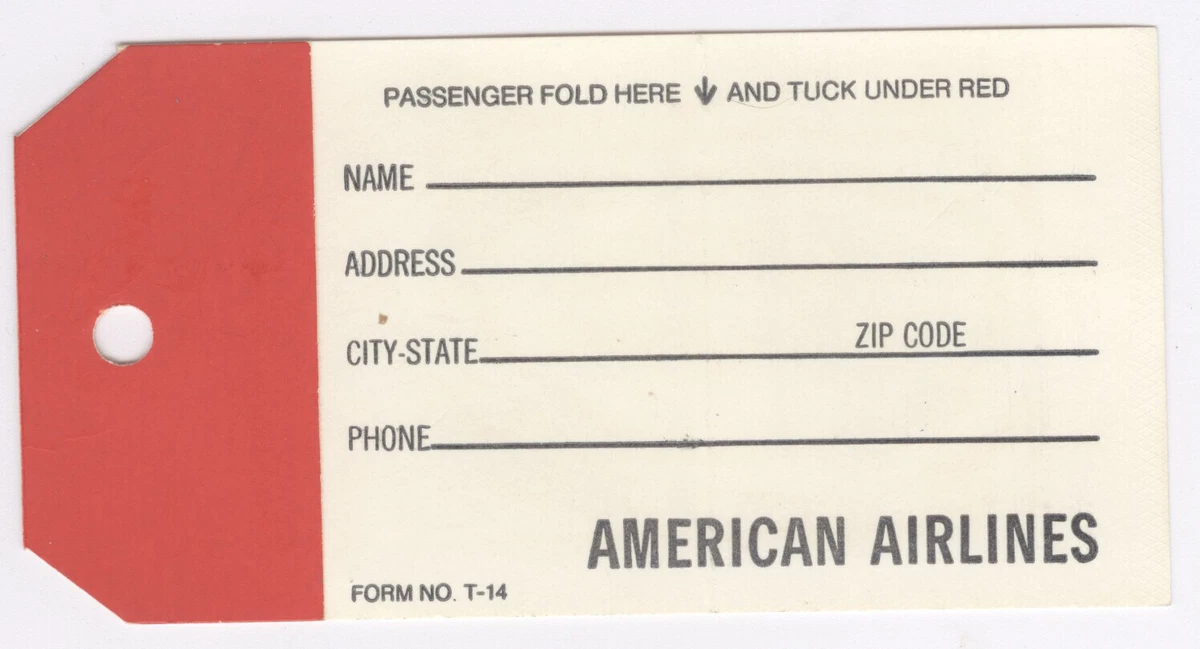 PASSENGER FOLD HERE ↓ AND TUCK UNDER RED
NAME
ADDRESS
ZIP CODE
CITY-STATE
PHONE
AMERICAN AIRLINES
FORM NO. T-14